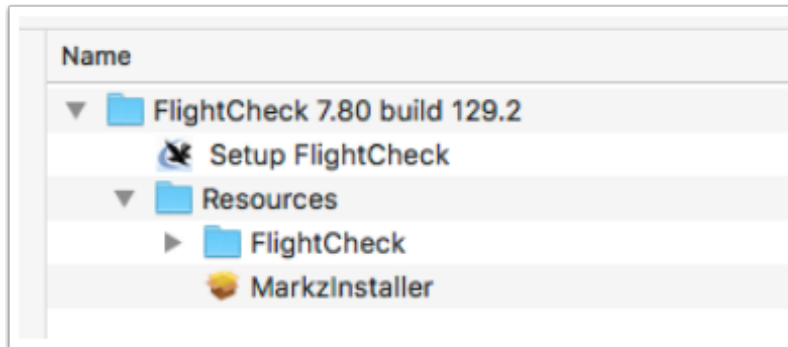 Name
FlightCheck 7.80 build 129.2
Setup FlightCheck
Resources
FlightCheck
MarkzInstaller